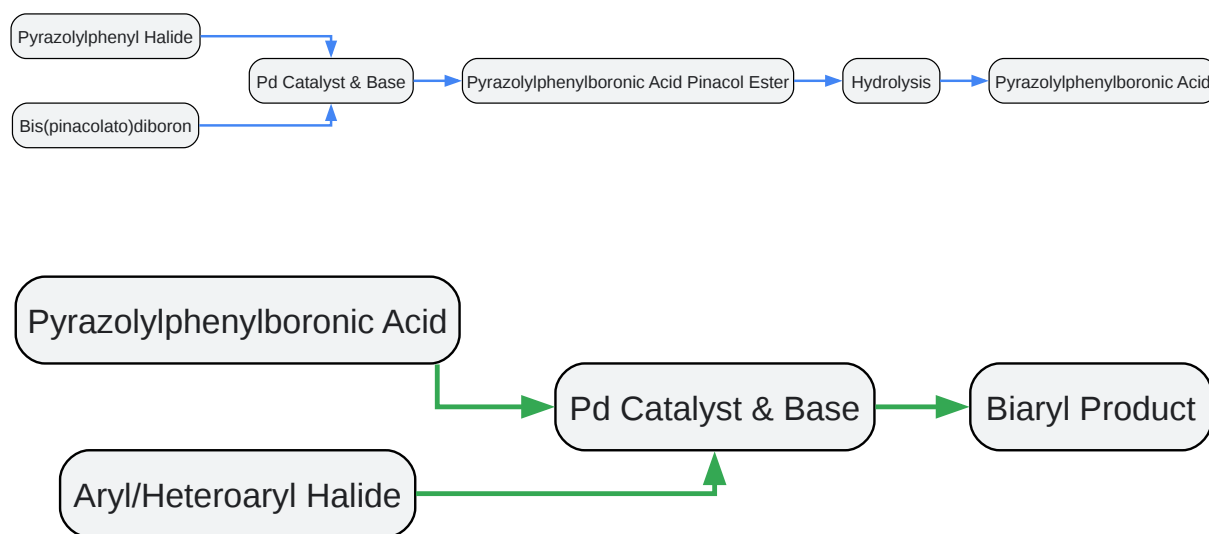 Pyrazolylphenyl Halide
Bis(pinacolato)diboron
Pd Catalyst & Base
Pyrazolylphenylboronic Acid Pinacol Ester
Hydrolysis
Pyrazolylphenylboronic Acid
Pyrazolylphenylboronic Acid
Aryl/Heteroaryl Halide
Pd Catalyst & Base
Biaryl Product